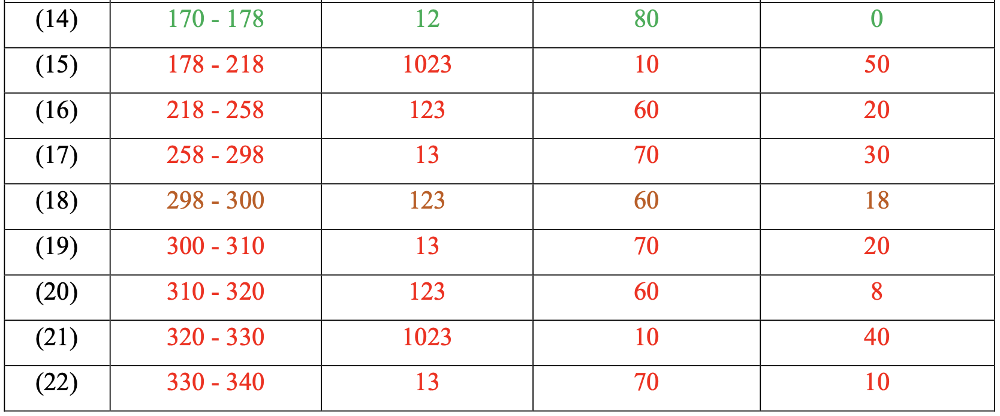 (14) 170 - 178 12 80 0
(15) 178 - 218 1023 10 50
(16) 218 - 258 123 60 20
(17) 258 - 298 13 70 30
(18) 298 - 300 123 60 18
(19) 300 - 310 13 70 20
(20) 310 - 320 123 60 8
(21) 320 - 330 1023 10 40
(22) 330 - 340 13 70 10